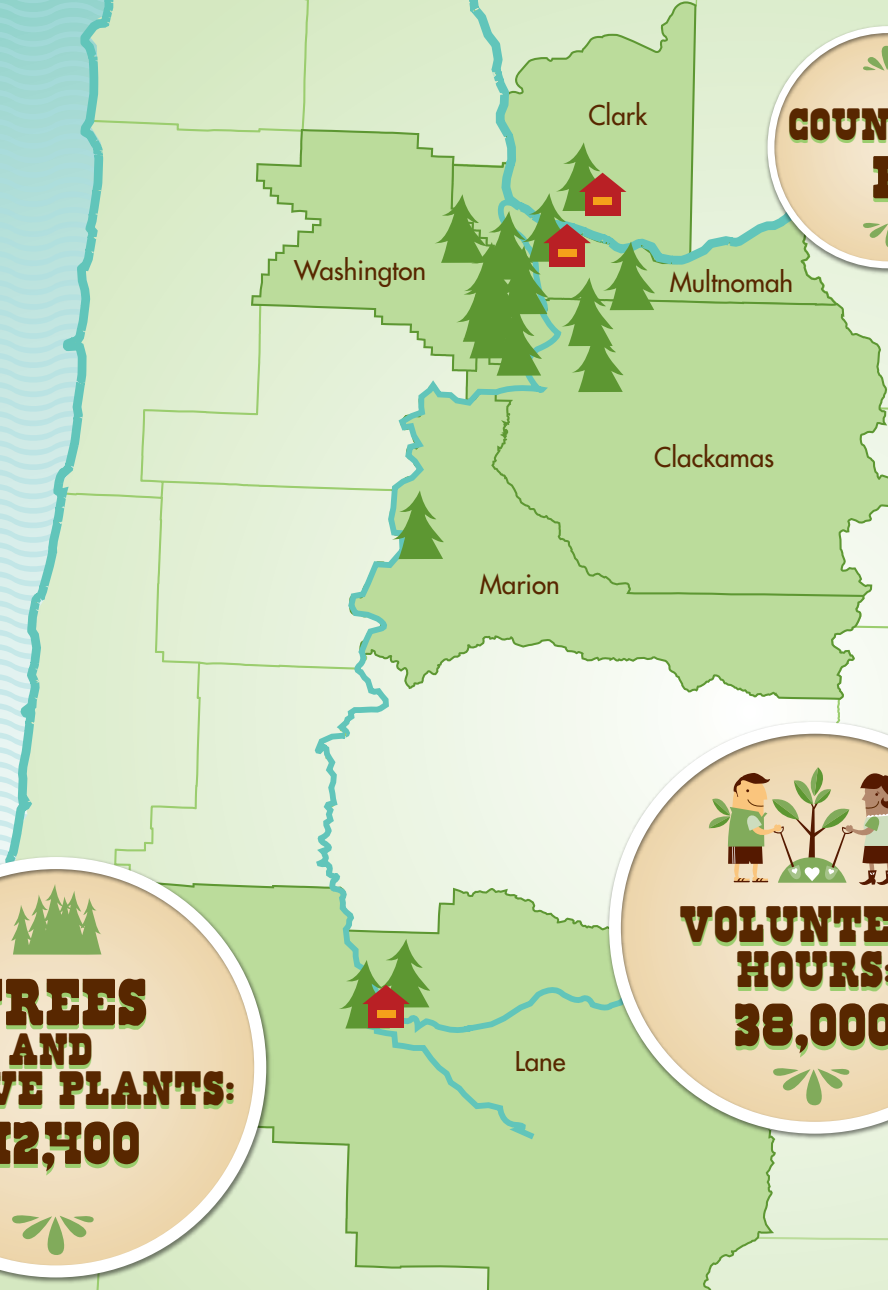 Clark
COUN
Washington
Multnomah
Clackamas
Marion
VOLUNTE
HOURS:
38,000
REES
AND
VE PLANTS:
12,400
Lane